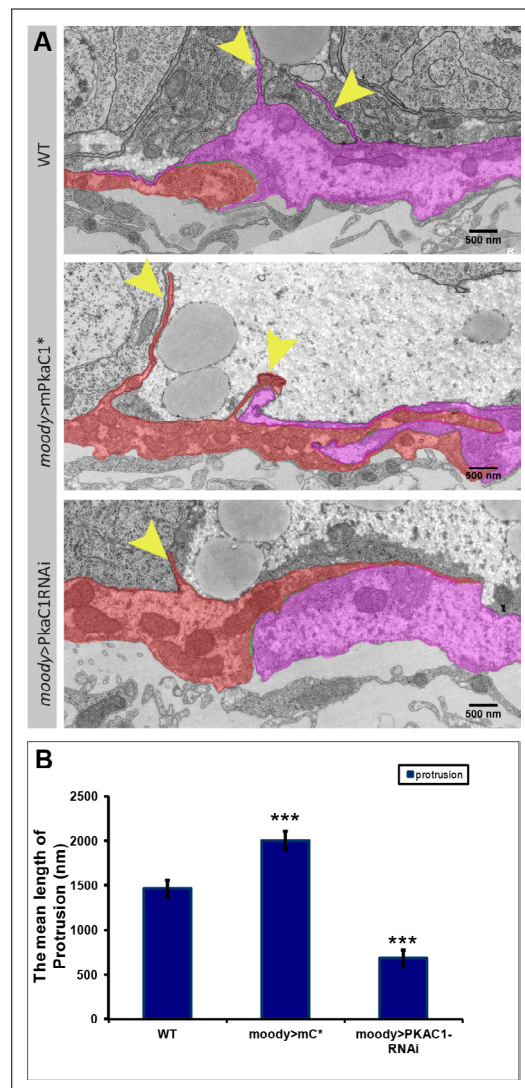 A
WT
500 nm
moody>mPkaC1*
500 nm
moody>PkaC1RNAi
500 nm
B
protrusion
The mean length of
Protrusion (nm)
2500
2000
1500
1000
500
0
***
***
WT
moody>mC*
moody>PKAC1-
RNAi